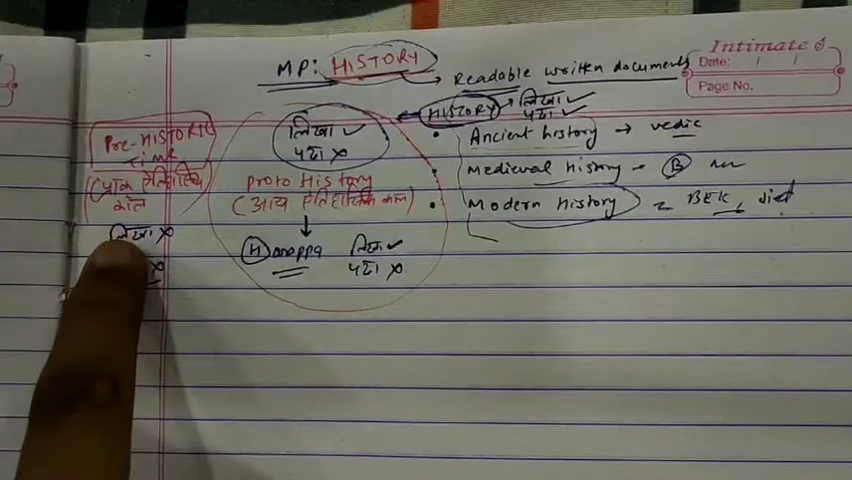 Intimate
Date: / /
Page No.
MP: HISTORY
Readable written documents
HISTORY → लिखा ✓
पढा ✓
Pre-HISTORIC
time
काल
लिखा x
x
लिखा ✓
पढा x
Proto History
(आद्य ऐतिहासिक काल)
Harappa लिखा ✓
पढा x
• Ancient history → vedic
Medieval history - B
• Modern History